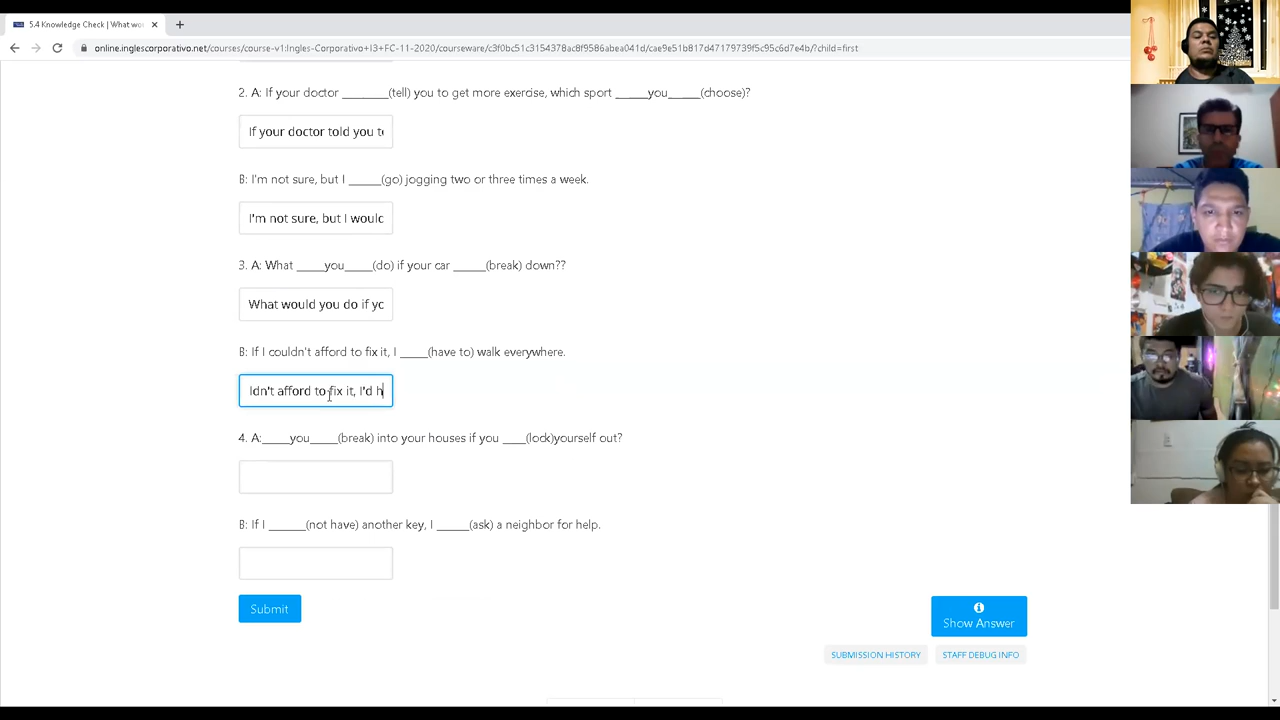 5.4 Knowledge Check | What wo
online.inglescorporativo.net/courses/course-v1:Ingles-Corporativo+I3+FC-11-2020/courseware/c3f0bc51c3154378ac8f9586abea041d/cae9e51b817d47179739f5c95c6d7e4b/?child=first
2. A: If your doctor ________(tell) you to get more exercise, which sport ______you______(choose)?
If your doctor told you t
B: I'm not sure, but I ______(go) jogging two or three times a week.
I'm not sure, but I would
3. A: What _____you_____(do) if your car ______(break) down??
What would you do if yo
B: If I couldn't afford to fix it, I _____(have to) walk everywhere.
ldn't afford to fix it, I'd h
4. A:_____you_____(break) into your houses if you ____(lock)yourself out?
B: If I _______(not have) another key, I ______(ask) a neighbor for help.
Submit
Show Answer
SUBMISSION HISTORY
STAFF DEBUG INFO